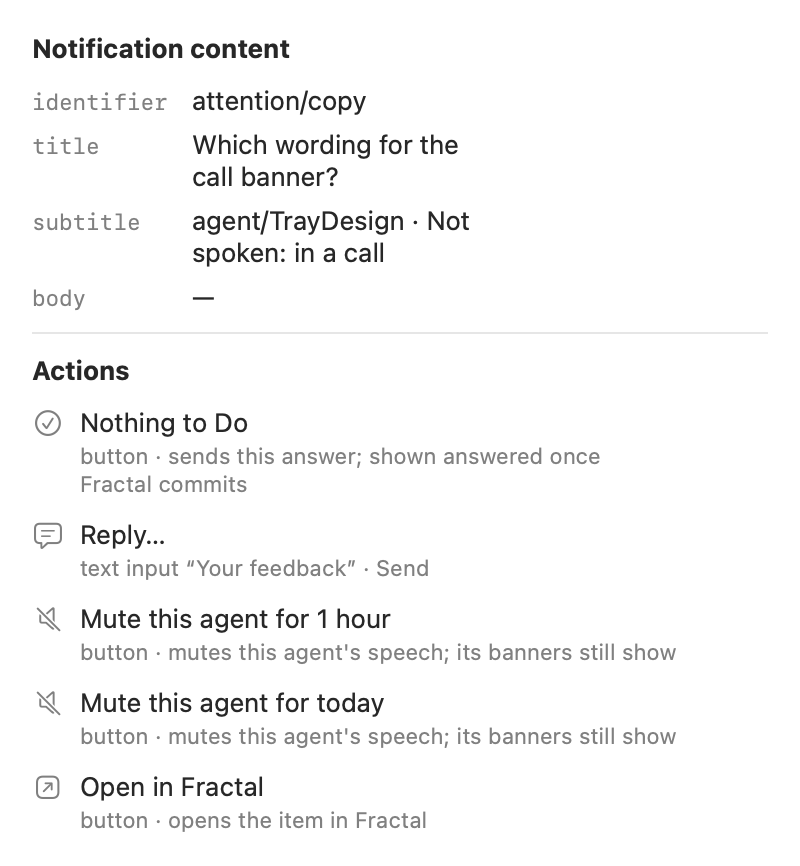 Notification content
identifier attention/copy
title Which wording for the
call banner?
subtitle agent/TrayDesign · Not
spoken: in a call
body —
Actions
Nothing to Do
button · sends this answer; shown answered once
Fractal commits
Reply…
text input “Your feedback” · Send
Mute this agent for 1 hour
button · mutes this agent's speech; its banners still show
Mute this agent for today
button · mutes this agent's speech; its banners still show
Open in Fractal
button · opens the item in Fractal